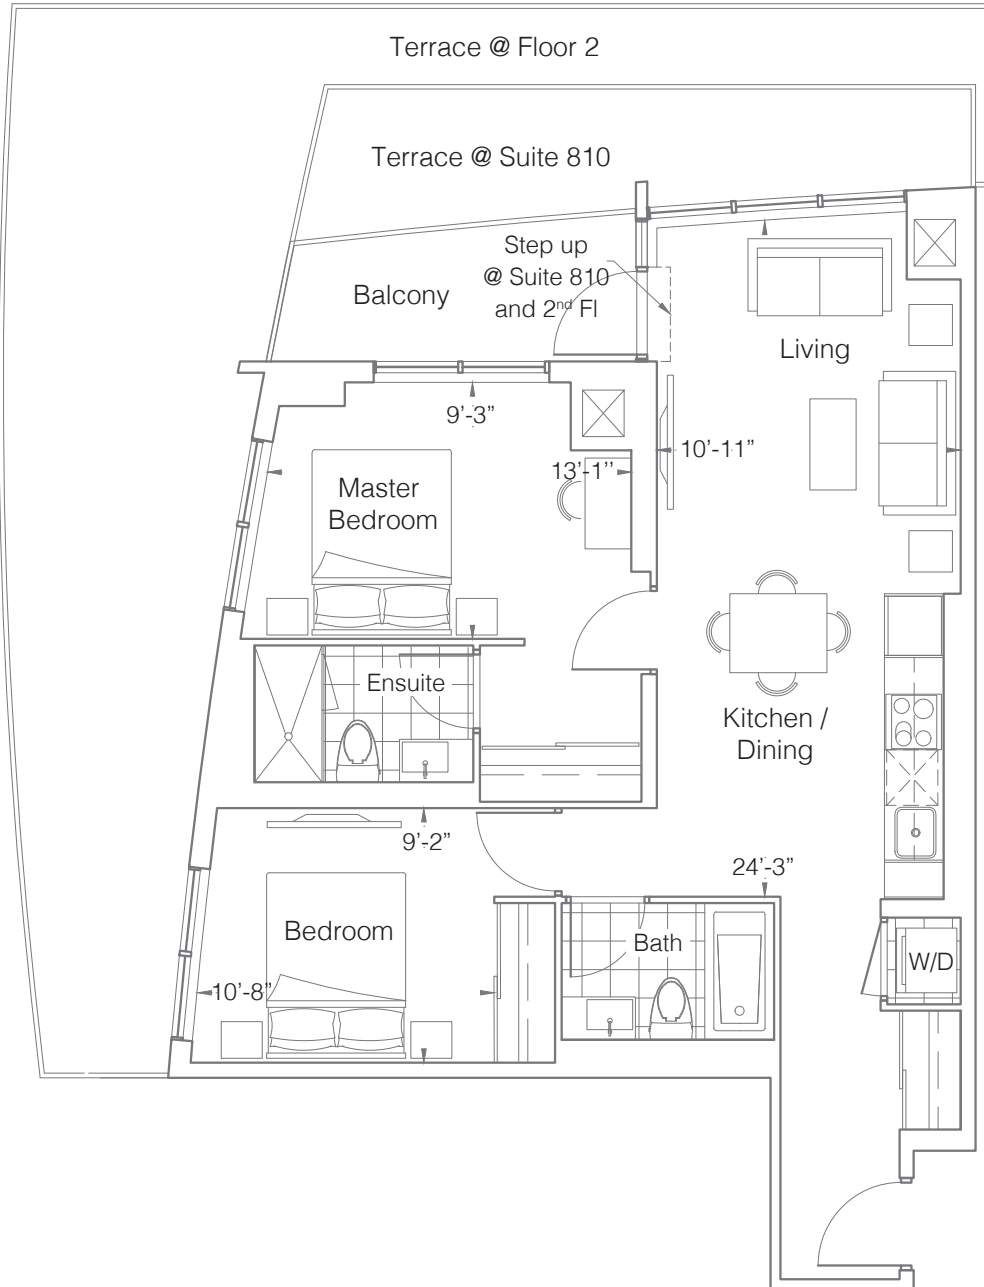 Terrace @ Floor 2
Terrace @ Suite 810
Step up
@ Suite 810
and 2nd Fl
Balcony
Living
9’-3”
10’-11”
13’-1’’
Master
Bedroom
Ensuite
Kitchen /
Dining
9’-2”
24’-3”
Bedroom
Bath
W/D
10’-8”